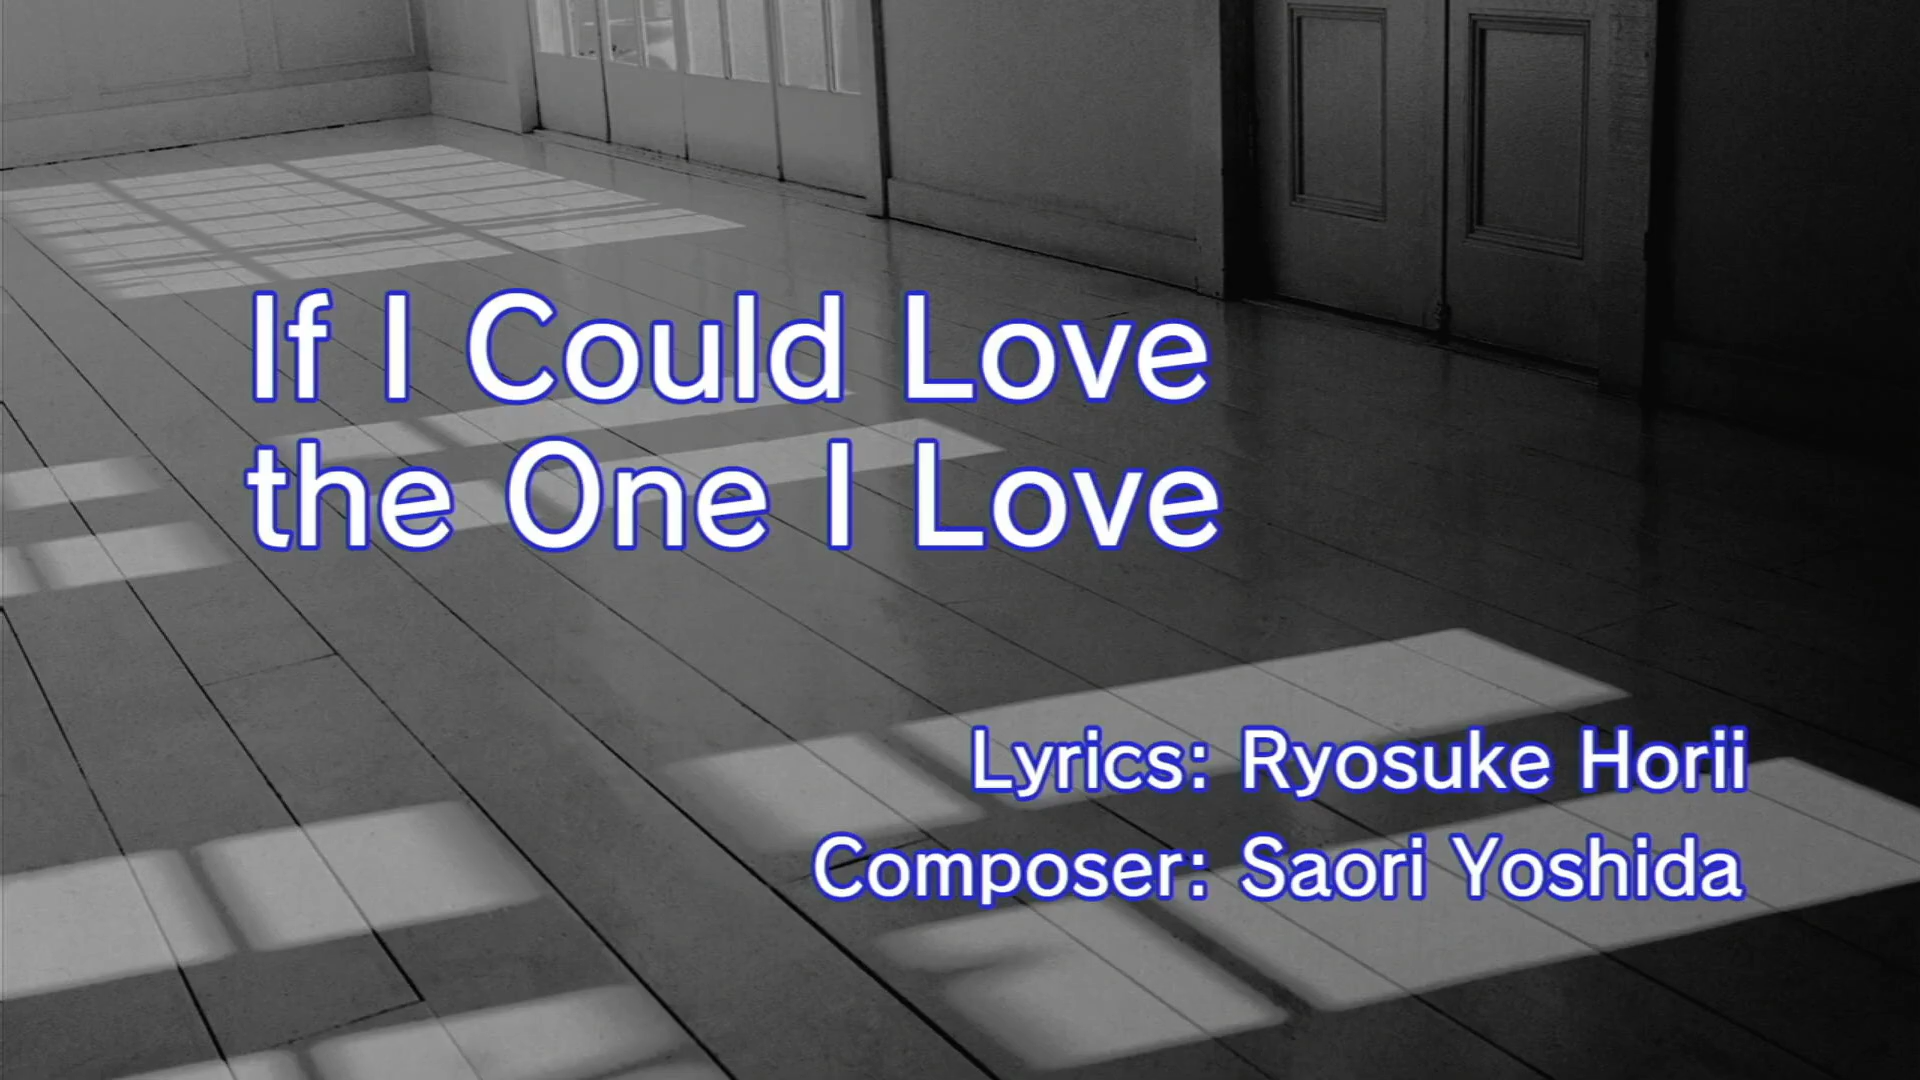 If I Could Love
the One I Love
Lyrics: Ryosuke Horii
Composer: Saori Yoshida